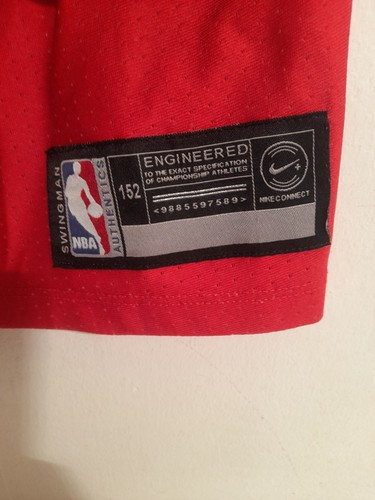 SWINGMAN
NBA
AUTHENTICS
152
ENGINEERED
TO THE EXACT SPECIFICATION
OF CHAMPIONSHIP ATHLETES
<9885597589>
NIKECONNECT